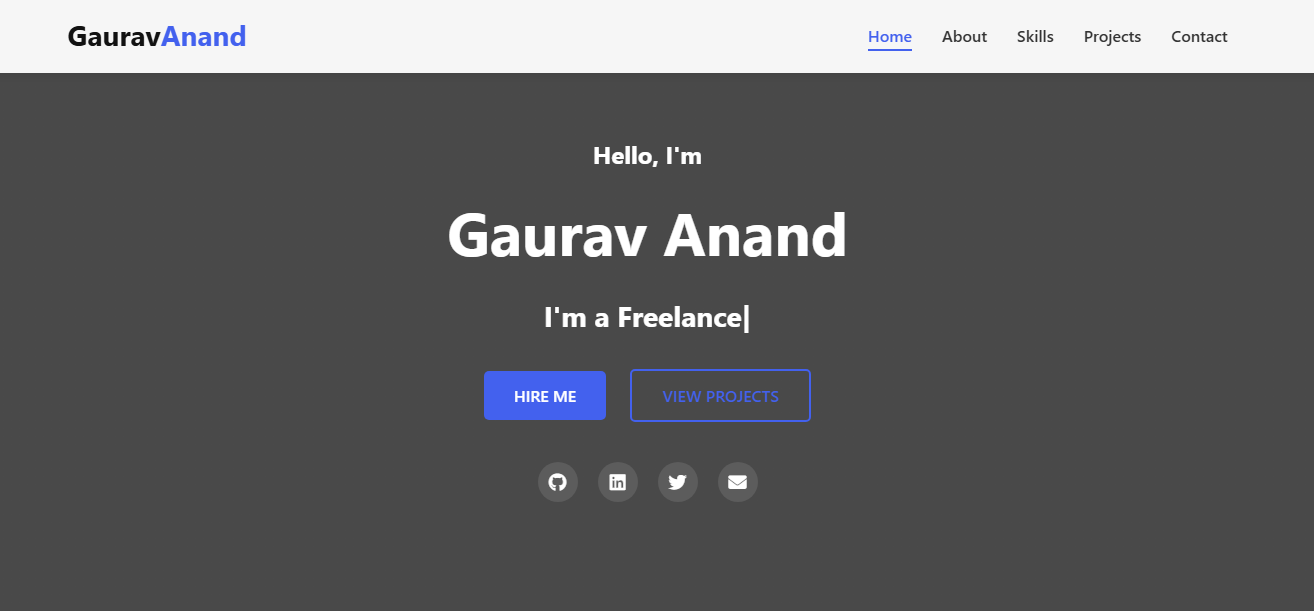 GauravAnand
Home About Skills Projects Contact
Hello, I'm
Gaurav Anand
I'm a Freelance|
HIRE ME
VIEW PROJECTS